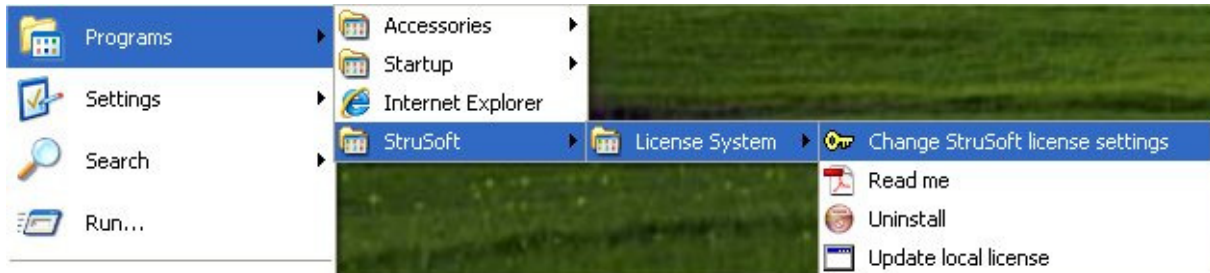 Programs
Settings
Search
Run...
Accessories
Startup
Internet Explorer
StruSoft
License System
Change StruSoft license settings
Read me
Uninstall
Update local license